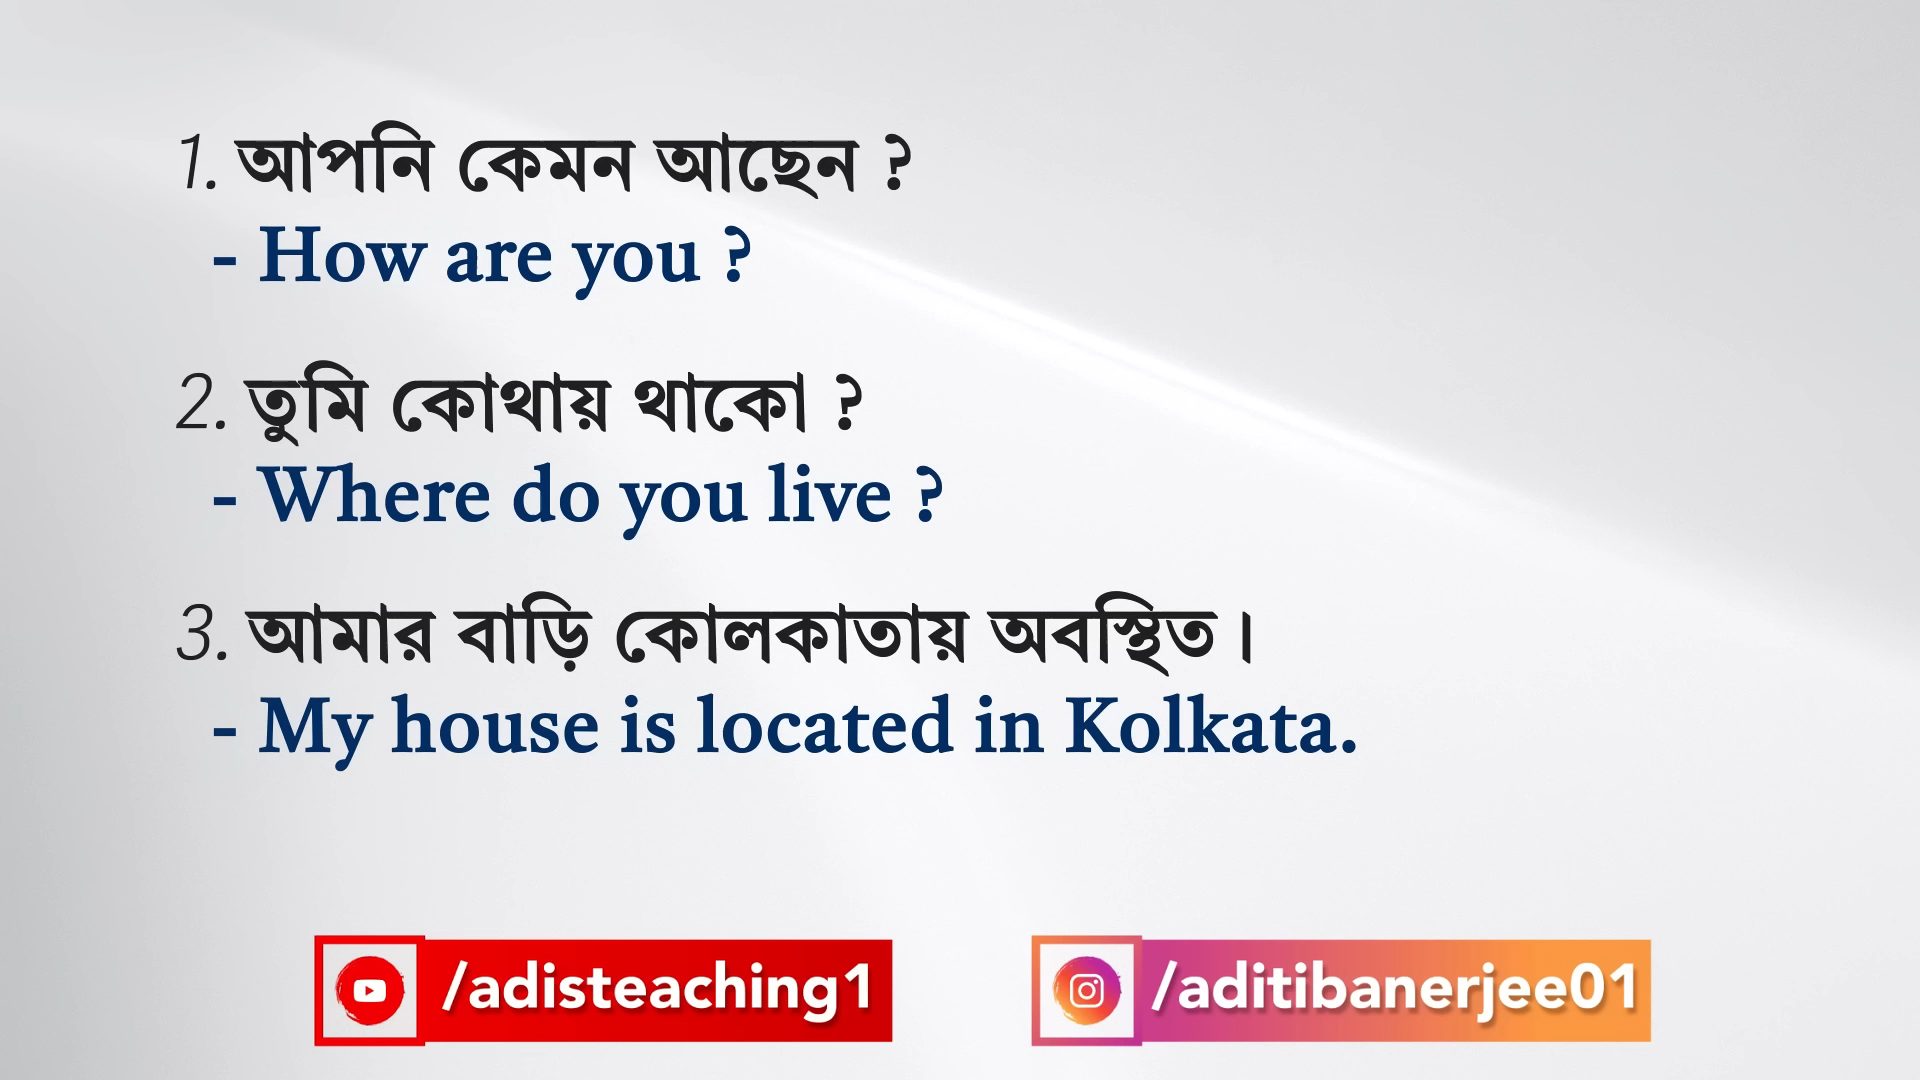 1. আপনি কেমন আছেন ?
- How are you ?
2. তুমি কোথায় থাকো ?
- Where do you live ?
3. আমার বাড়ি কোলকাতায় অবস্থিত।
- My house is located in Kolkata.
/adisteaching1
/aditibanerjee01